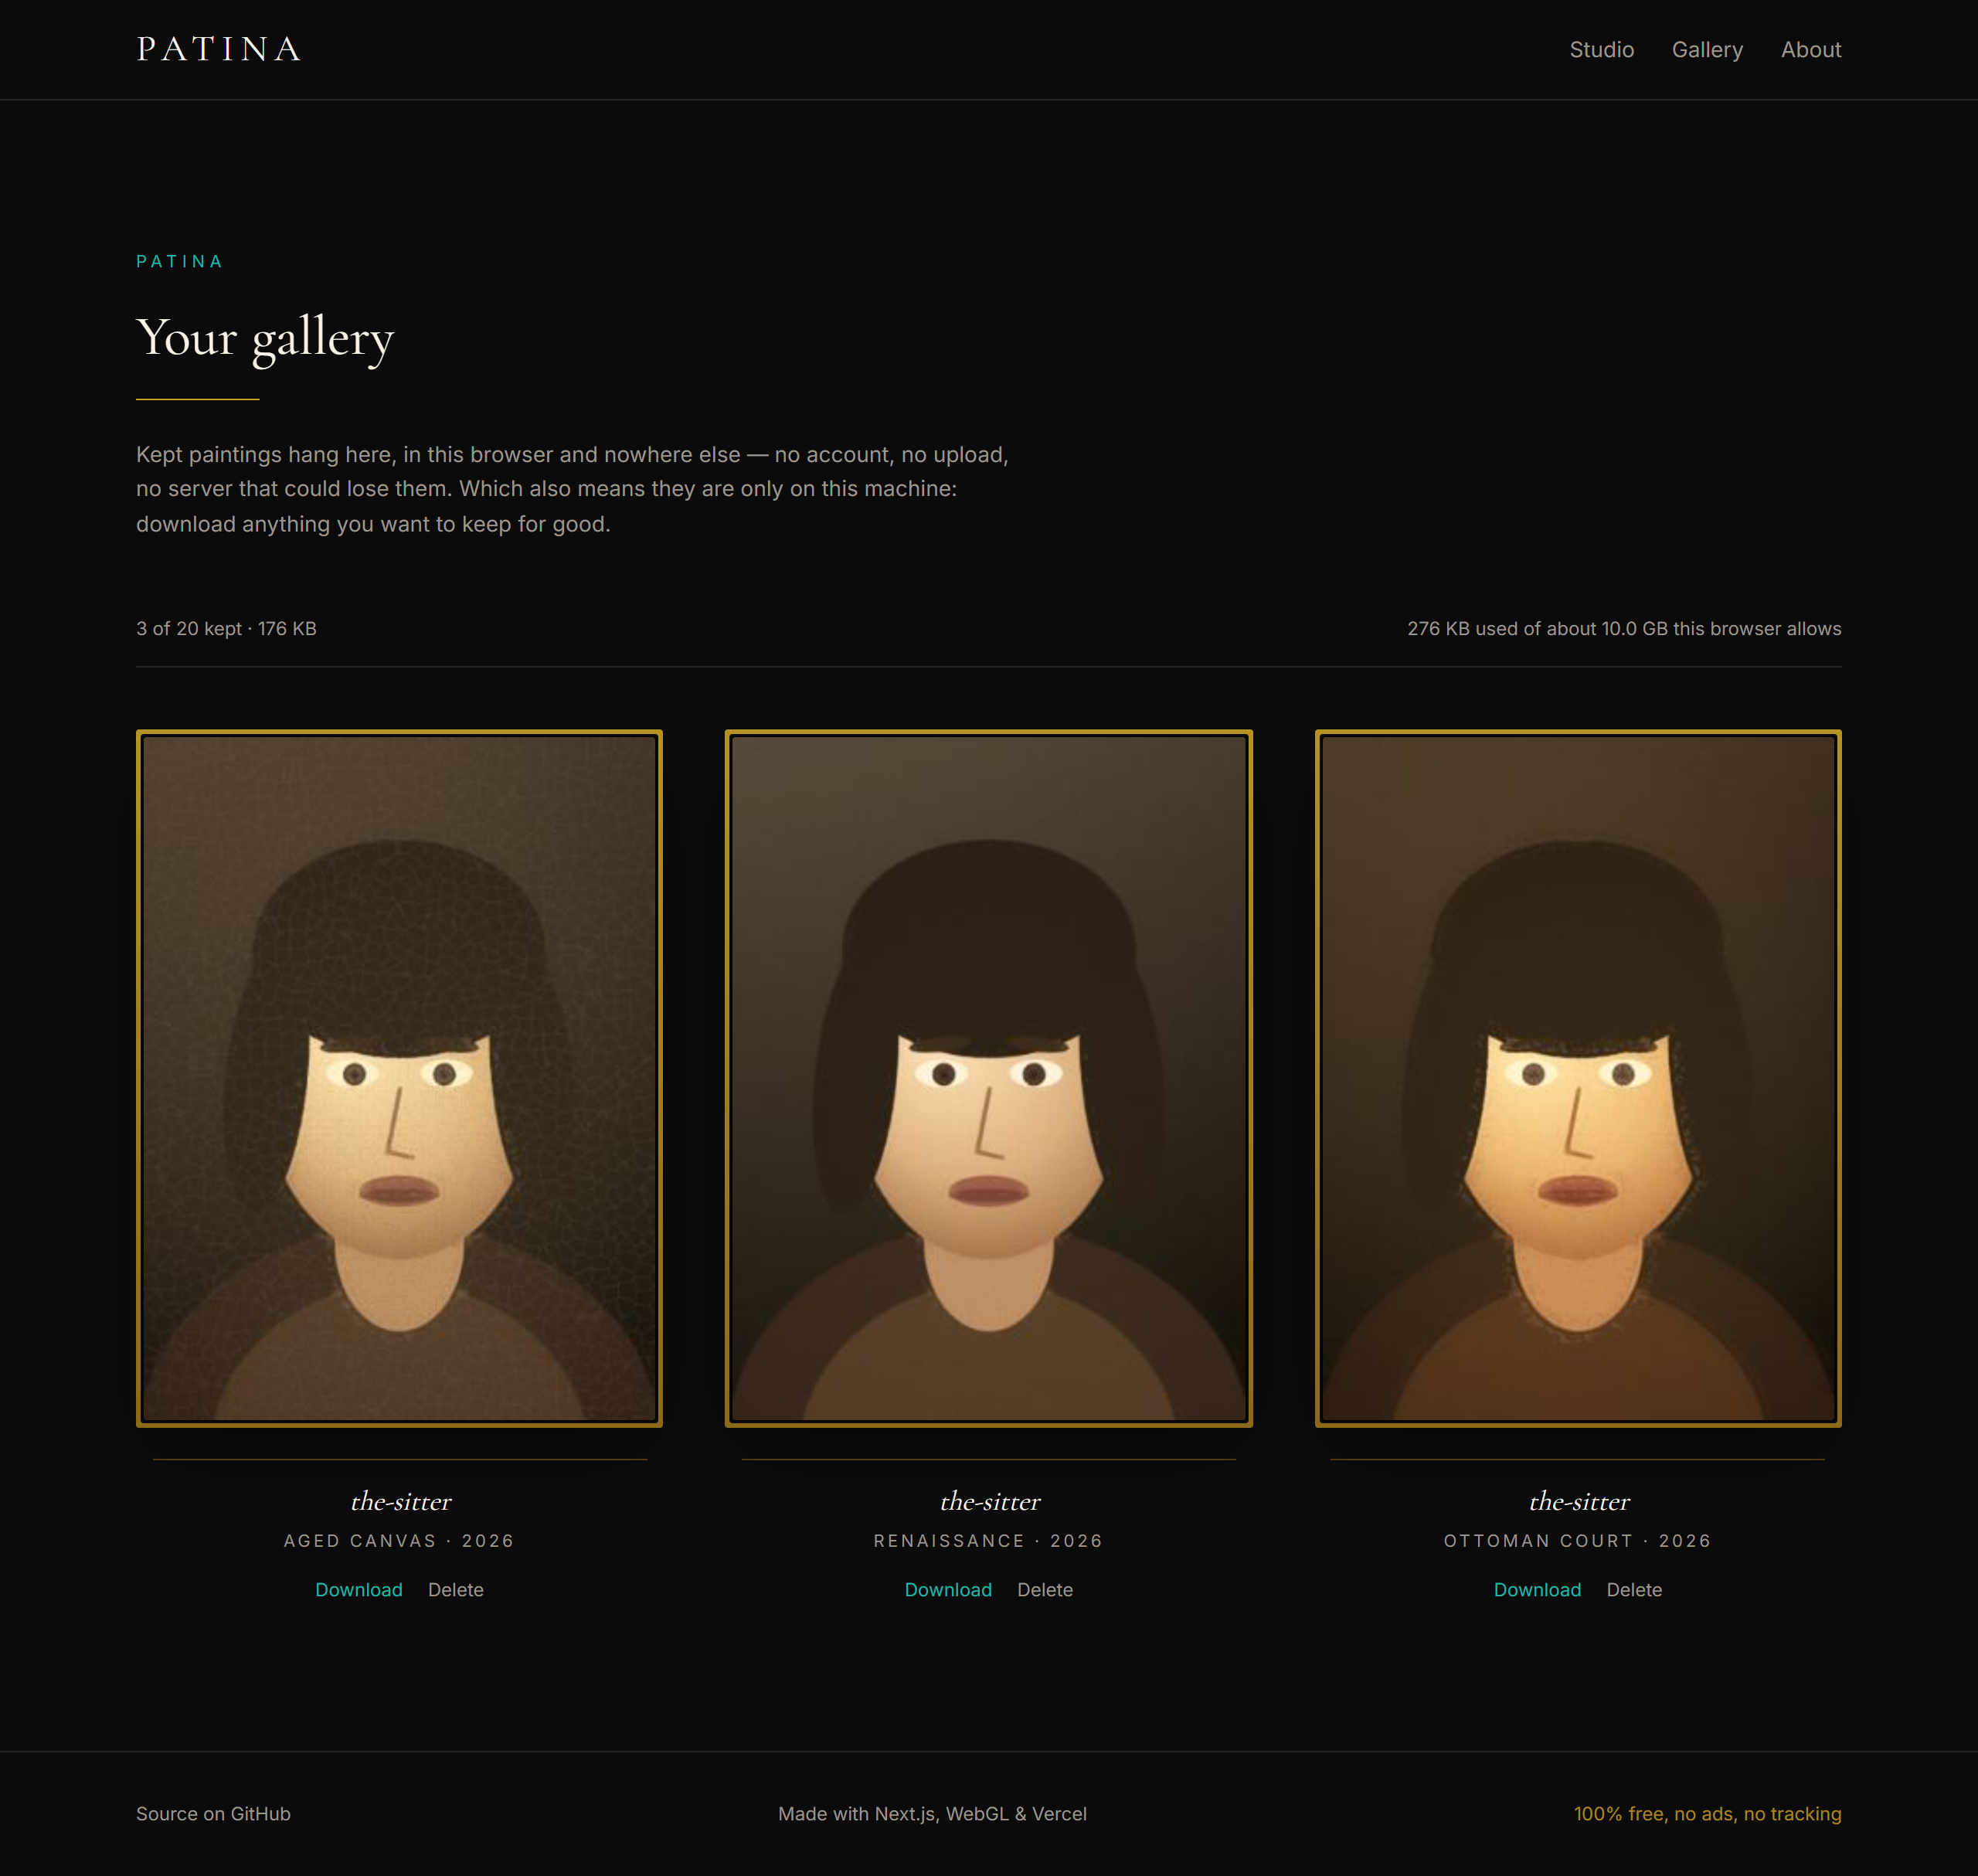 PATINA
Studio Gallery About
PATINA
Your gallery
Kept paintings hang here, in this browser and nowhere else — no account, no upload,
no server that could lose them. Which also means they are only on this machine:
download anything you want to keep for good.
3 of 20 kept · 176 KB
276 KB used of about 10.0 GB this browser allows
the-sitter
AGED CANVAS · 2026
Download Delete
the-sitter
RENAISSANCE · 2026
Download Delete
the-sitter
OTTOMAN COURT · 2026
Download Delete
Source on GitHub
Made with Next.js, WebGL & Vercel
100% free, no ads, no tracking